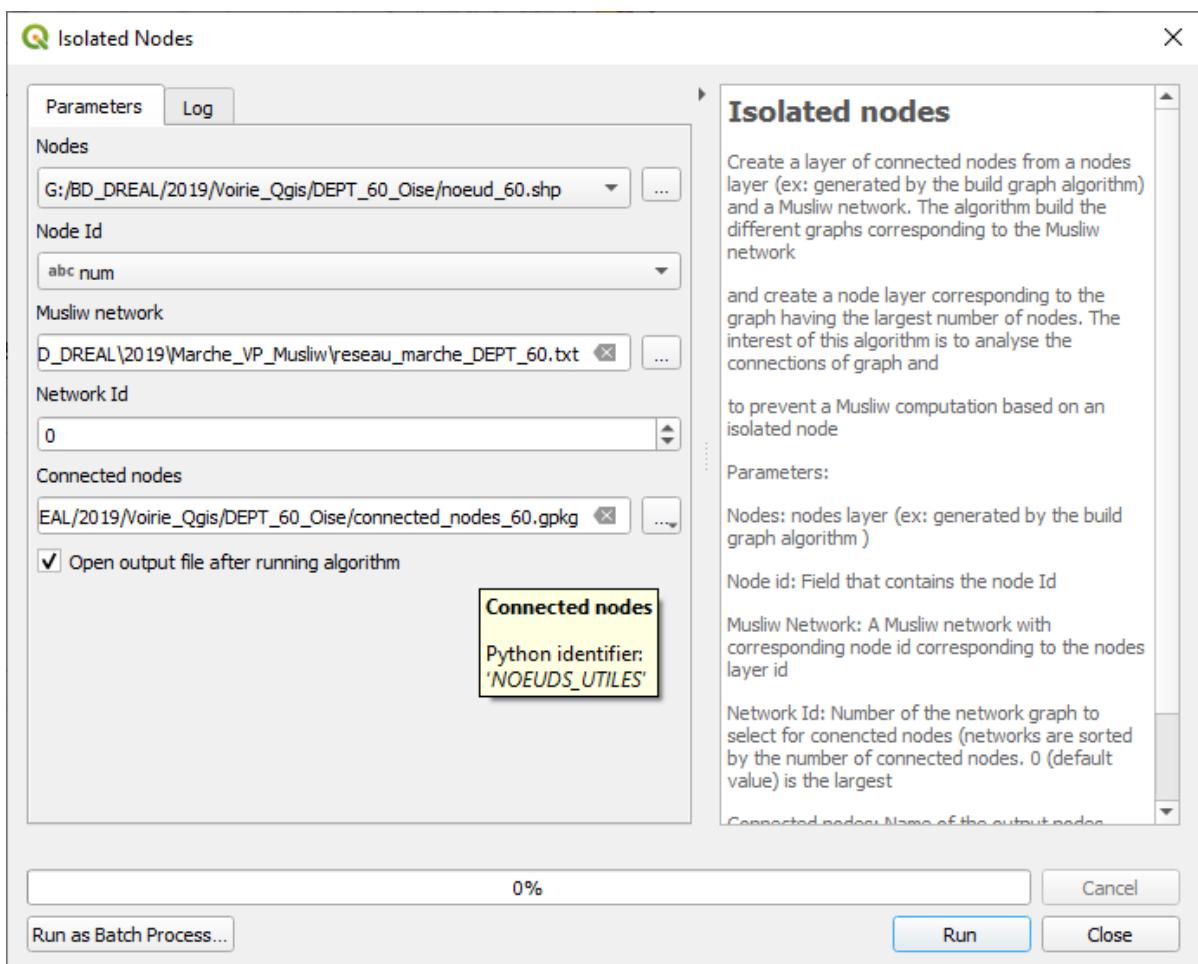 Isolated Nodes
Parameters
Log
Nodes
G:/BD_DREAL/2019/Voirie_Qgis/DEPT_60_Oise/noeud_60.shp
...
Node Id
abc num
Musliw network
D_DREAL\2019\Marche_VP_Musliw\reseau_marche_DEPT_60.txt
...
Network Id
0
Connected nodes
EAL/2019/Voirie_Qgis/DEPT_60_Oise/connected_nodes_60.gpkg
...
Open output file after running algorithm
Connected nodes
Python identifier:
'NOEUDS_UTILES'
Isolated nodes
Create a layer of connected nodes from a nodes
layer (ex: generated by the build graph algorithm)
and a Musliw network. The algorithm build the
different graphs corresponding to the Musliw
network
and create a node layer corresponding to the
graph having the largest number of nodes. The
interest of this algorithm is to analyse the
connections of graph and
to prevent a Musliw computation based on an
isolated node
Parameters:
Nodes: nodes layer (ex: generated by the build
graph algorithm )
Node id: Field that contains the node Id
Musliw Network: A Musliw network with
corresponding node id corresponding to the nodes
layer id
Network Id: Number of the network graph to
select for conencted nodes (networks are sorted
by the number of connected nodes. 0 (default
value) is the largest
Connected nodes: Name of the output nodes
0%
Cancel
Run as Batch Process...
Run
Close